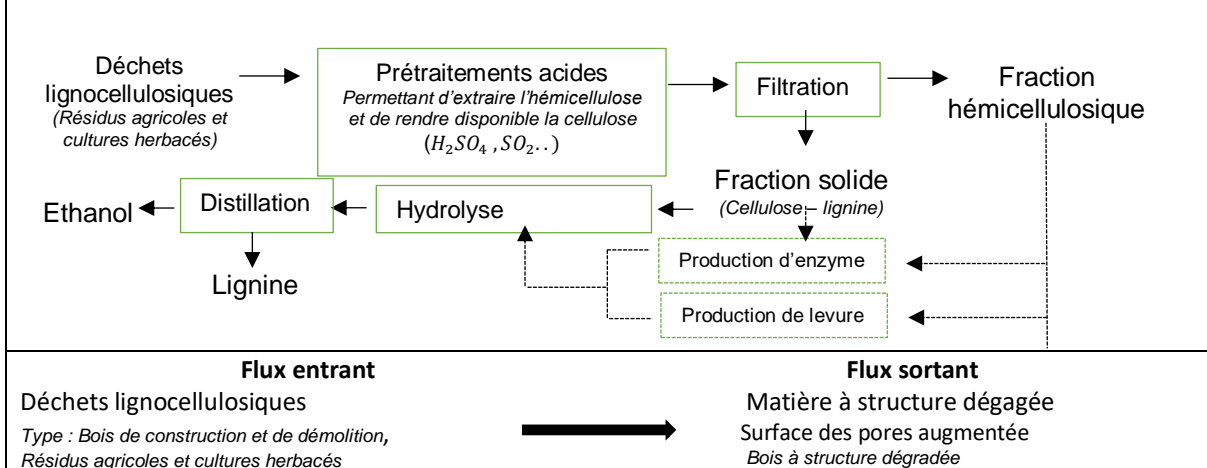 Déchets
lignocellulosiques
(Résidus agricoles et
cultures herbacés)
Prétraitements acides
Permettant d'extraire l'hémicellulose
et de rendre disponible la cellulose
(H₂SO₄ , SO₂. . )
Filtration
Fraction
hémicellulosique
Fraction solide
(Cellulose – lignine)
Hydrolyse
Distillation
Ethanol
Lignine
Production d'enzyme
Production de levure
Flux entrant
Déchets lignocellulosiques
Type : Bois de construction et de démolition,
Résidus agricoles et cultures herbacés
Flux sortant
Matière à structure dégagée
Surface des pores augmentée
Bois à structure dégradée